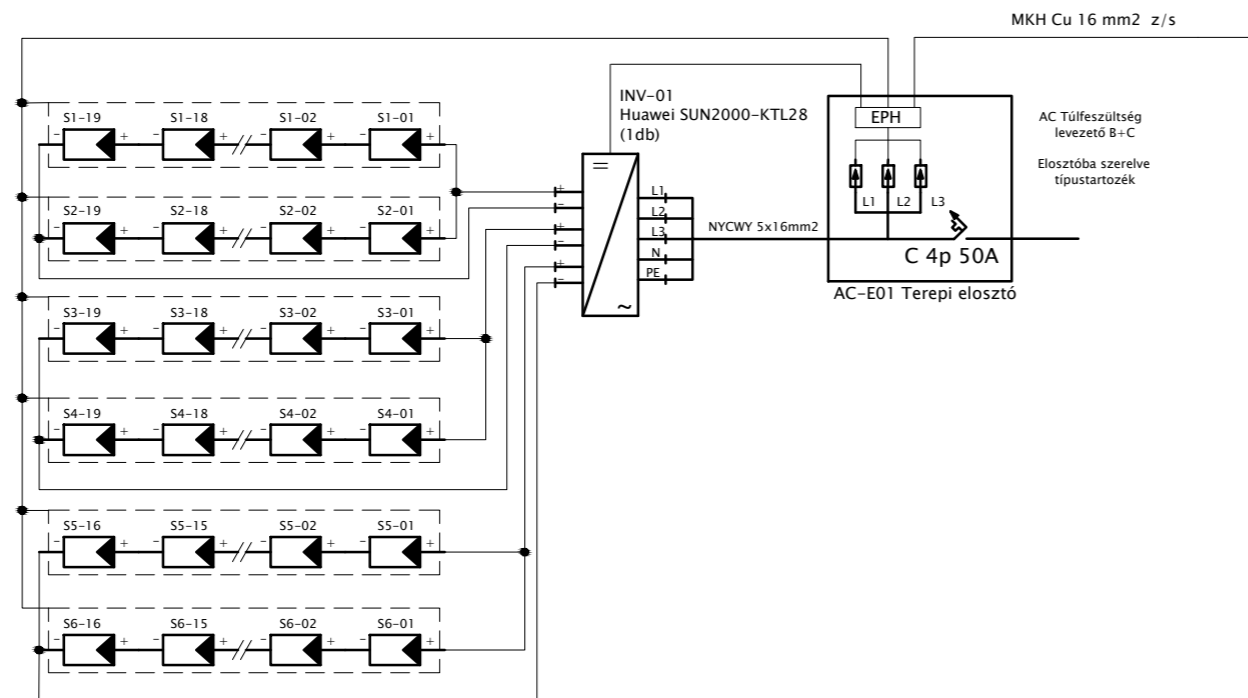 MKH Cu 16 mm2 z/s
INV-01
Huawei SUN2000-KTL28
(1db)
EPH
AC Túlfeszültség
levezető B+C
Elosztóba szerelve
típustartozék
S1-19 S1-18 S1-02 S1-01
- + - + - + - +
S2-19 S2-18 S2-02 S2-01
- + - + - + - +
+
-
+
-
+
-
=
~
L1
L2
L3
N
PE
NYCWY 5x16mm2
L1 L2 L3
C 4p 50A
AC-E01 Terepi elosztó
S3-19 S3-18 S3-02 S3-01
- + - + - + - +
S4-19 S4-18 S4-02 S4-01
- + - + - + - +
S5-16 S5-15 S5-02 S5-01
- + - + - + - +
S6-16 S6-15 S6-02 S6-01
- + - + - + - +